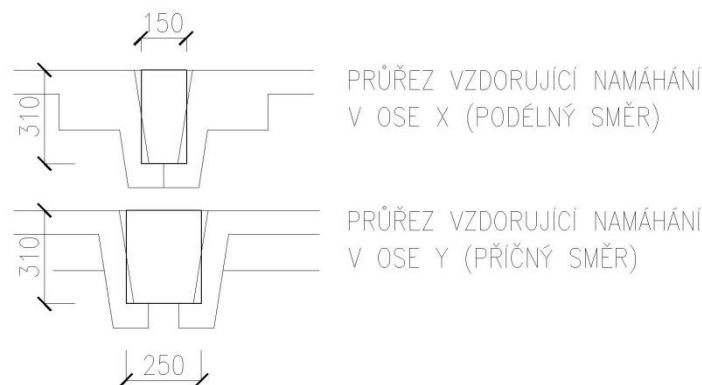 150
310
PRŮŘEZ VZDORUJÍCÍ NAMÁHÁNÍ
V OSE X (PODÉLNÝ SMĚR)
310
PRŮŘEZ VZDORUJÍCÍ NAMÁHÁNÍ
V OSE Y (PŘÍČNÝ SMĚR)
250